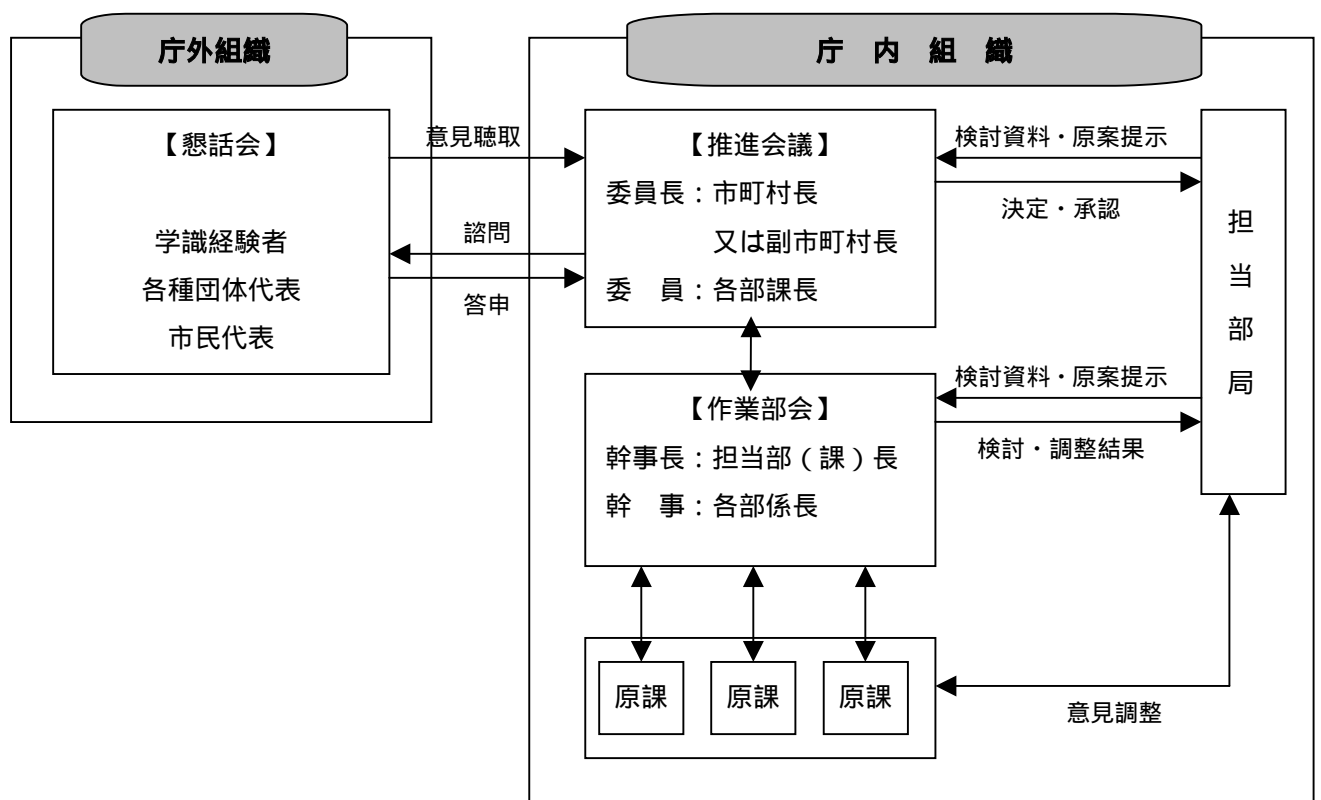 庁外組織
【懇話会】
学識経験者
各種団体代表
市民代表
意見聴取
諮問
答申
庁　内　組　織
【推進会議】
委員長：市町村長
又は副市町村長
委　員：各部課長
検討資料・原案提示
決定・承認
【作業部会】
幹事長：担当部（課）長
幹　事：各部係長
検討資料・原案提示
検討・調整結果
担
当
部
局
原課
原課
原課
意見調整